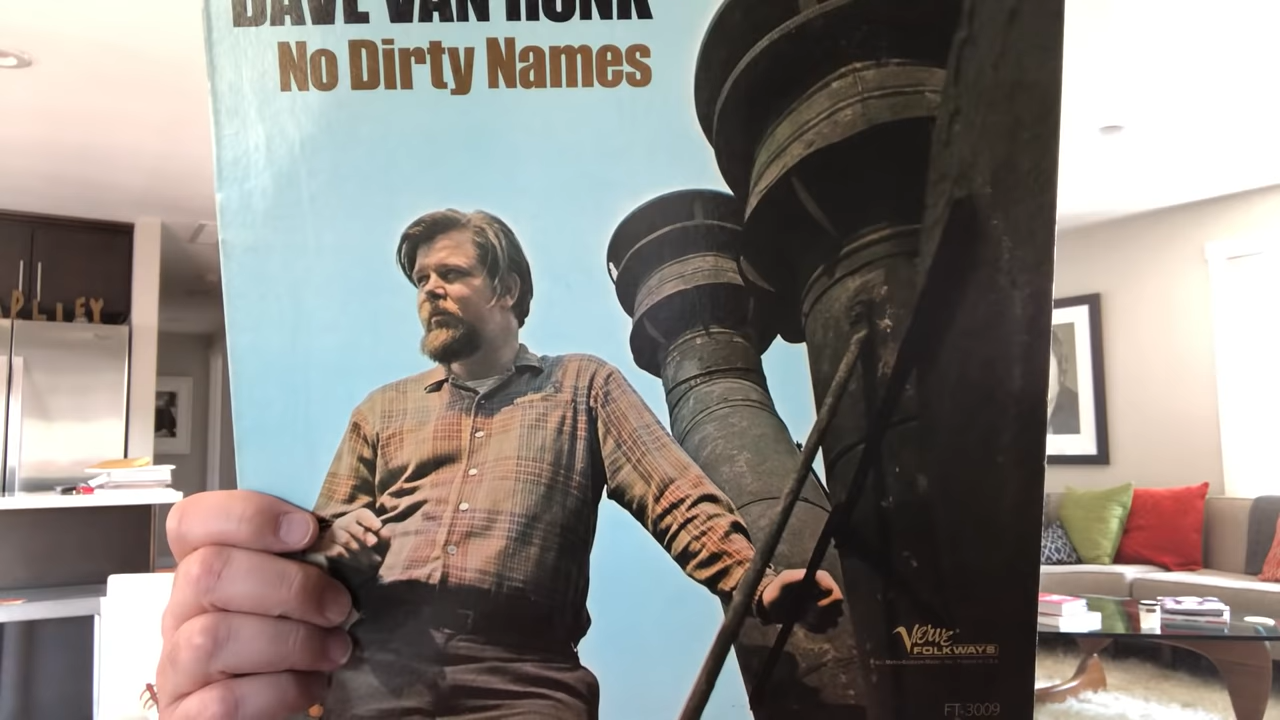 DAVE VAN RONK
No Dirty Names
Verve
FOLKWAYS
FT-3009